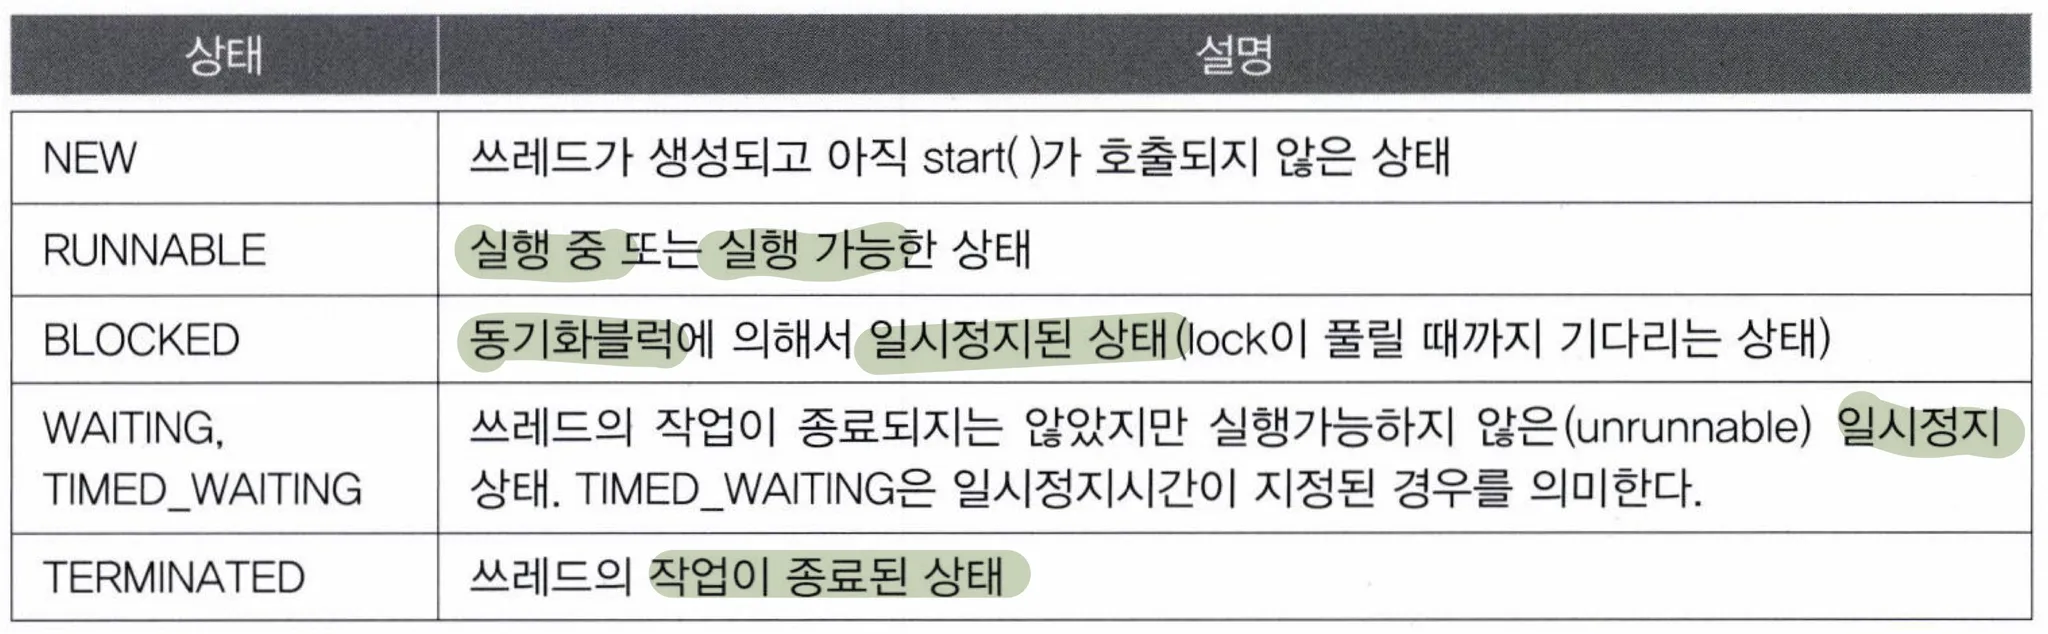 상태 설명
NEW 쓰레드가 생성되고 아직 start( )가 호출되지 않은 상태
RUNNABLE 실행 중 또는 실행 가능한 상태
BLOCKED 동기화블럭에 의해서 일시정지된 상태(lock이 풀릴 때까지 기다리는 상태)
WAITING, 쓰레드의 작업이 종료되지는 않았지만 실행가능하지 않은(unrunnable) 일시정지
TIMED_WAITING 상태. TIMED_WAITING은 일시정지시간이 지정된 경우를 의미한다.
TERMINATED 쓰레드의 작업이 종료된 상태